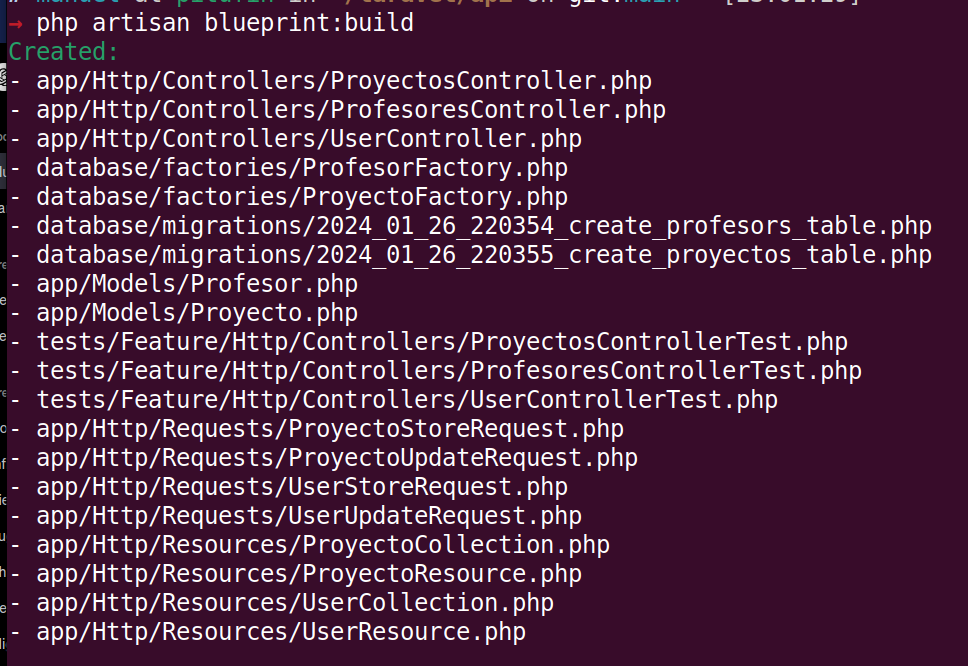 → php artisan blueprint:build
Created:
- app/Http/Controllers/ProyectosController.php
- app/Http/Controllers/ProfesoresController.php
- app/Http/Controllers/UserController.php
- database/factories/ProfesorFactory.php
- database/factories/ProyectoFactory.php
- database/migrations/2024_01_26_220354_create_profesors_table.php
- database/migrations/2024_01_26_220355_create_proyectos_table.php
- app/Models/Profesor.php
- app/Models/Proyecto.php
- tests/Feature/Http/Controllers/ProyectosControllerTest.php
- tests/Feature/Http/Controllers/ProfesoresControllerTest.php
- tests/Feature/Http/Controllers/UserControllerTest.php
- app/Http/Requests/ProyectoStoreRequest.php
- app/Http/Requests/ProyectoUpdateRequest.php
- app/Http/Requests/UserStoreRequest.php
- app/Http/Requests/UserUpdateRequest.php
- app/Http/Resources/ProyectoCollection.php
- app/Http/Resources/ProyectoResource.php
- app/Http/Resources/UserCollection.php
- app/Http/Resources/UserResource.php